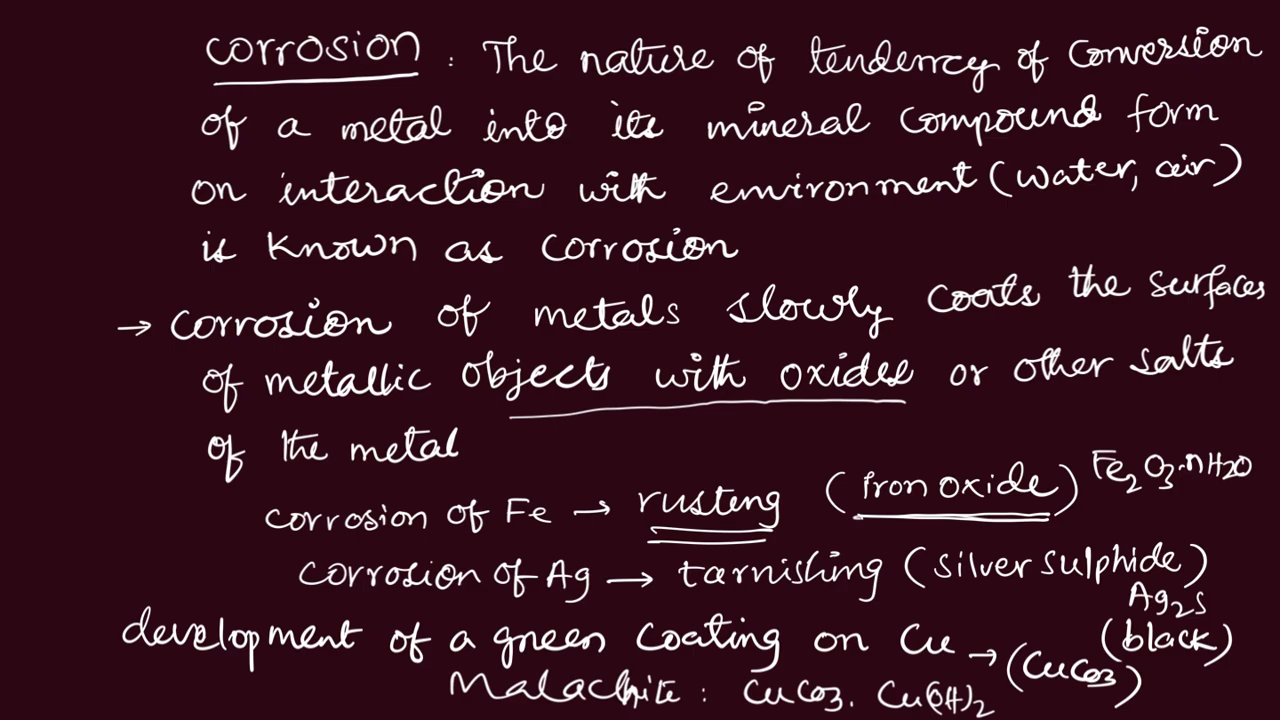 corrosion : The nature of tendency of conversion
of a metal into its mineral compound form
on interaction with environment (water, air)
is known as corrosion
→ corrosion of metals slowly coats the surfaces
of metallic objects with oxides or other salts
of the metal
corrosion of Fe → rusteng (Iron oxide) Fe2O3.nH2O
corrosion of Ag → tarnishing (silver sulphide)
Ag2S
(black)
development of a green coating on Cu → (CuCO3)
Malachite : CuCO3. Cu(OH)2